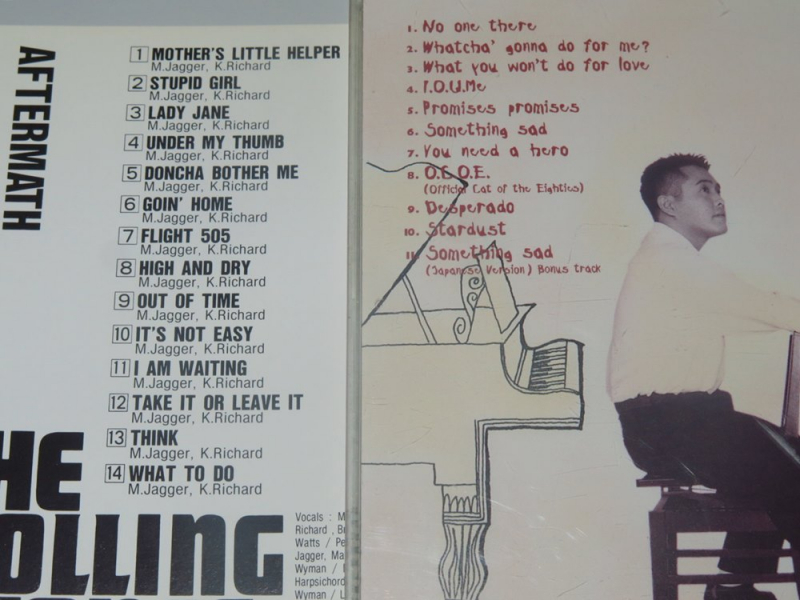 AFTERMATH
1 MOTHER'S LITTLE HELPER
M.Jagger, K.Richard
2 STUPID GIRL
M.Jagger, K.Richard
3 LADY JANE
M.Jagger, K.Richard
4 UNDER MY THUMB
M.Jagger, K.Richard
5 DONCHA BOTHER ME
M.Jagger, K.Richard
6 GOIN' HOME
M.Jagger, K.Richard
7 FLIGHT 505
M.Jagger, K.Richard
8 HIGH AND DRY
M.Jagger, K.Richard
9 OUT OF TIME
M.Jagger, K.Richard
10 IT'S NOT EASY
M.Jagger, K.Richard
11 I AM WAITING
M.Jagger, K.Richard
12 TAKE IT OR LEAVE IT
M.Jagger, K.Richard
13 THINK
M.Jagger, K.Richard
14 WHAT TO DO
M.Jagger, K.Richard
HE
OLLING
Vocals : M
Richard , Br
Watts / Pe
Jagger, Ma
Wyman /
Harpsichord
Wyman / L
1. No one there
2. Whatcha' gonna do for me?
3. What you won't do for love
4. I.O.U.Me
5. Promises promises
6. Something sad
7. You need a hero
8. O.C.O.E.
(Official Cat of the Eighties)
9. Desperado
10. Stardust
11. Something sad
(Japanese Version) Bonus track